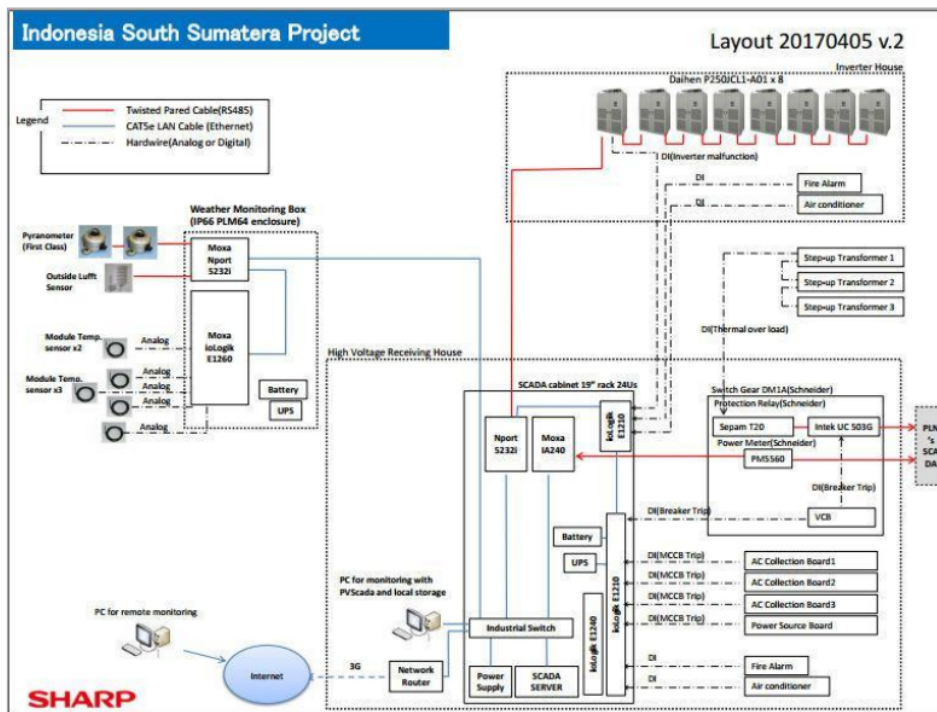 Indonesia South Sumatera Project
Layout 20170405 v.2
Inverter House
Daihen P250JCL1-A01 x 8
Legend
Twisted Pared Cable(RS485)
CAT5e LAN Cable (Ethernet)
Hardwire(Analog or Digital)
DI(Inverter malfunction)
DI
Fire Alarm
DI
Air conditioner
Weather Monitoring Box
(IP66 PLM64 enclosure)
Pyranometer
(First Class)
Moxa
Nport
5232i
Outside Lufft
Sensor
Step-up Transformer 1
Step-up Transformer 2
Step-up Transformer 3
Moxa
ioLogik
E1260
Module Temp.
sensor x2
Analog
Module Temo.
sensor x3
Analog
Analog
Analog
Battery
UPS
DI(Thermal over load)
High Voltage Receiving House
SCADA cabinet 19" rack 24Us
Switch Gear DM1A(Schneider)
Protection Relay(Schneider)
Nport
5232i
Moxa
IA240
ioLogik
E1210
Sepam T20
Intek UC 503G
Power Meter(Schneider)
PM5560
PLN
's
SCA
DA
DI(Breaker Trip)
DI(Breaker Trip)
VCB
Battery
UPS
ioLogik E1210
ioLogik E1240
DI(MCCB Trip)
AC Collection Board1
DI(MCCB Trip)
AC Collection Board2
DI(MCCB Trip)
AC Collection Board3
DI(MCCB Trip)
Power Source Board
PC for monitoring with
PVScada and local storage
PC for remote monitoring
Industrial Switch
DI
Fire Alarm
DI
Air conditioner
Internet
3G
Network
Router
Power
Supply
SCADA
SERVER
SHARP